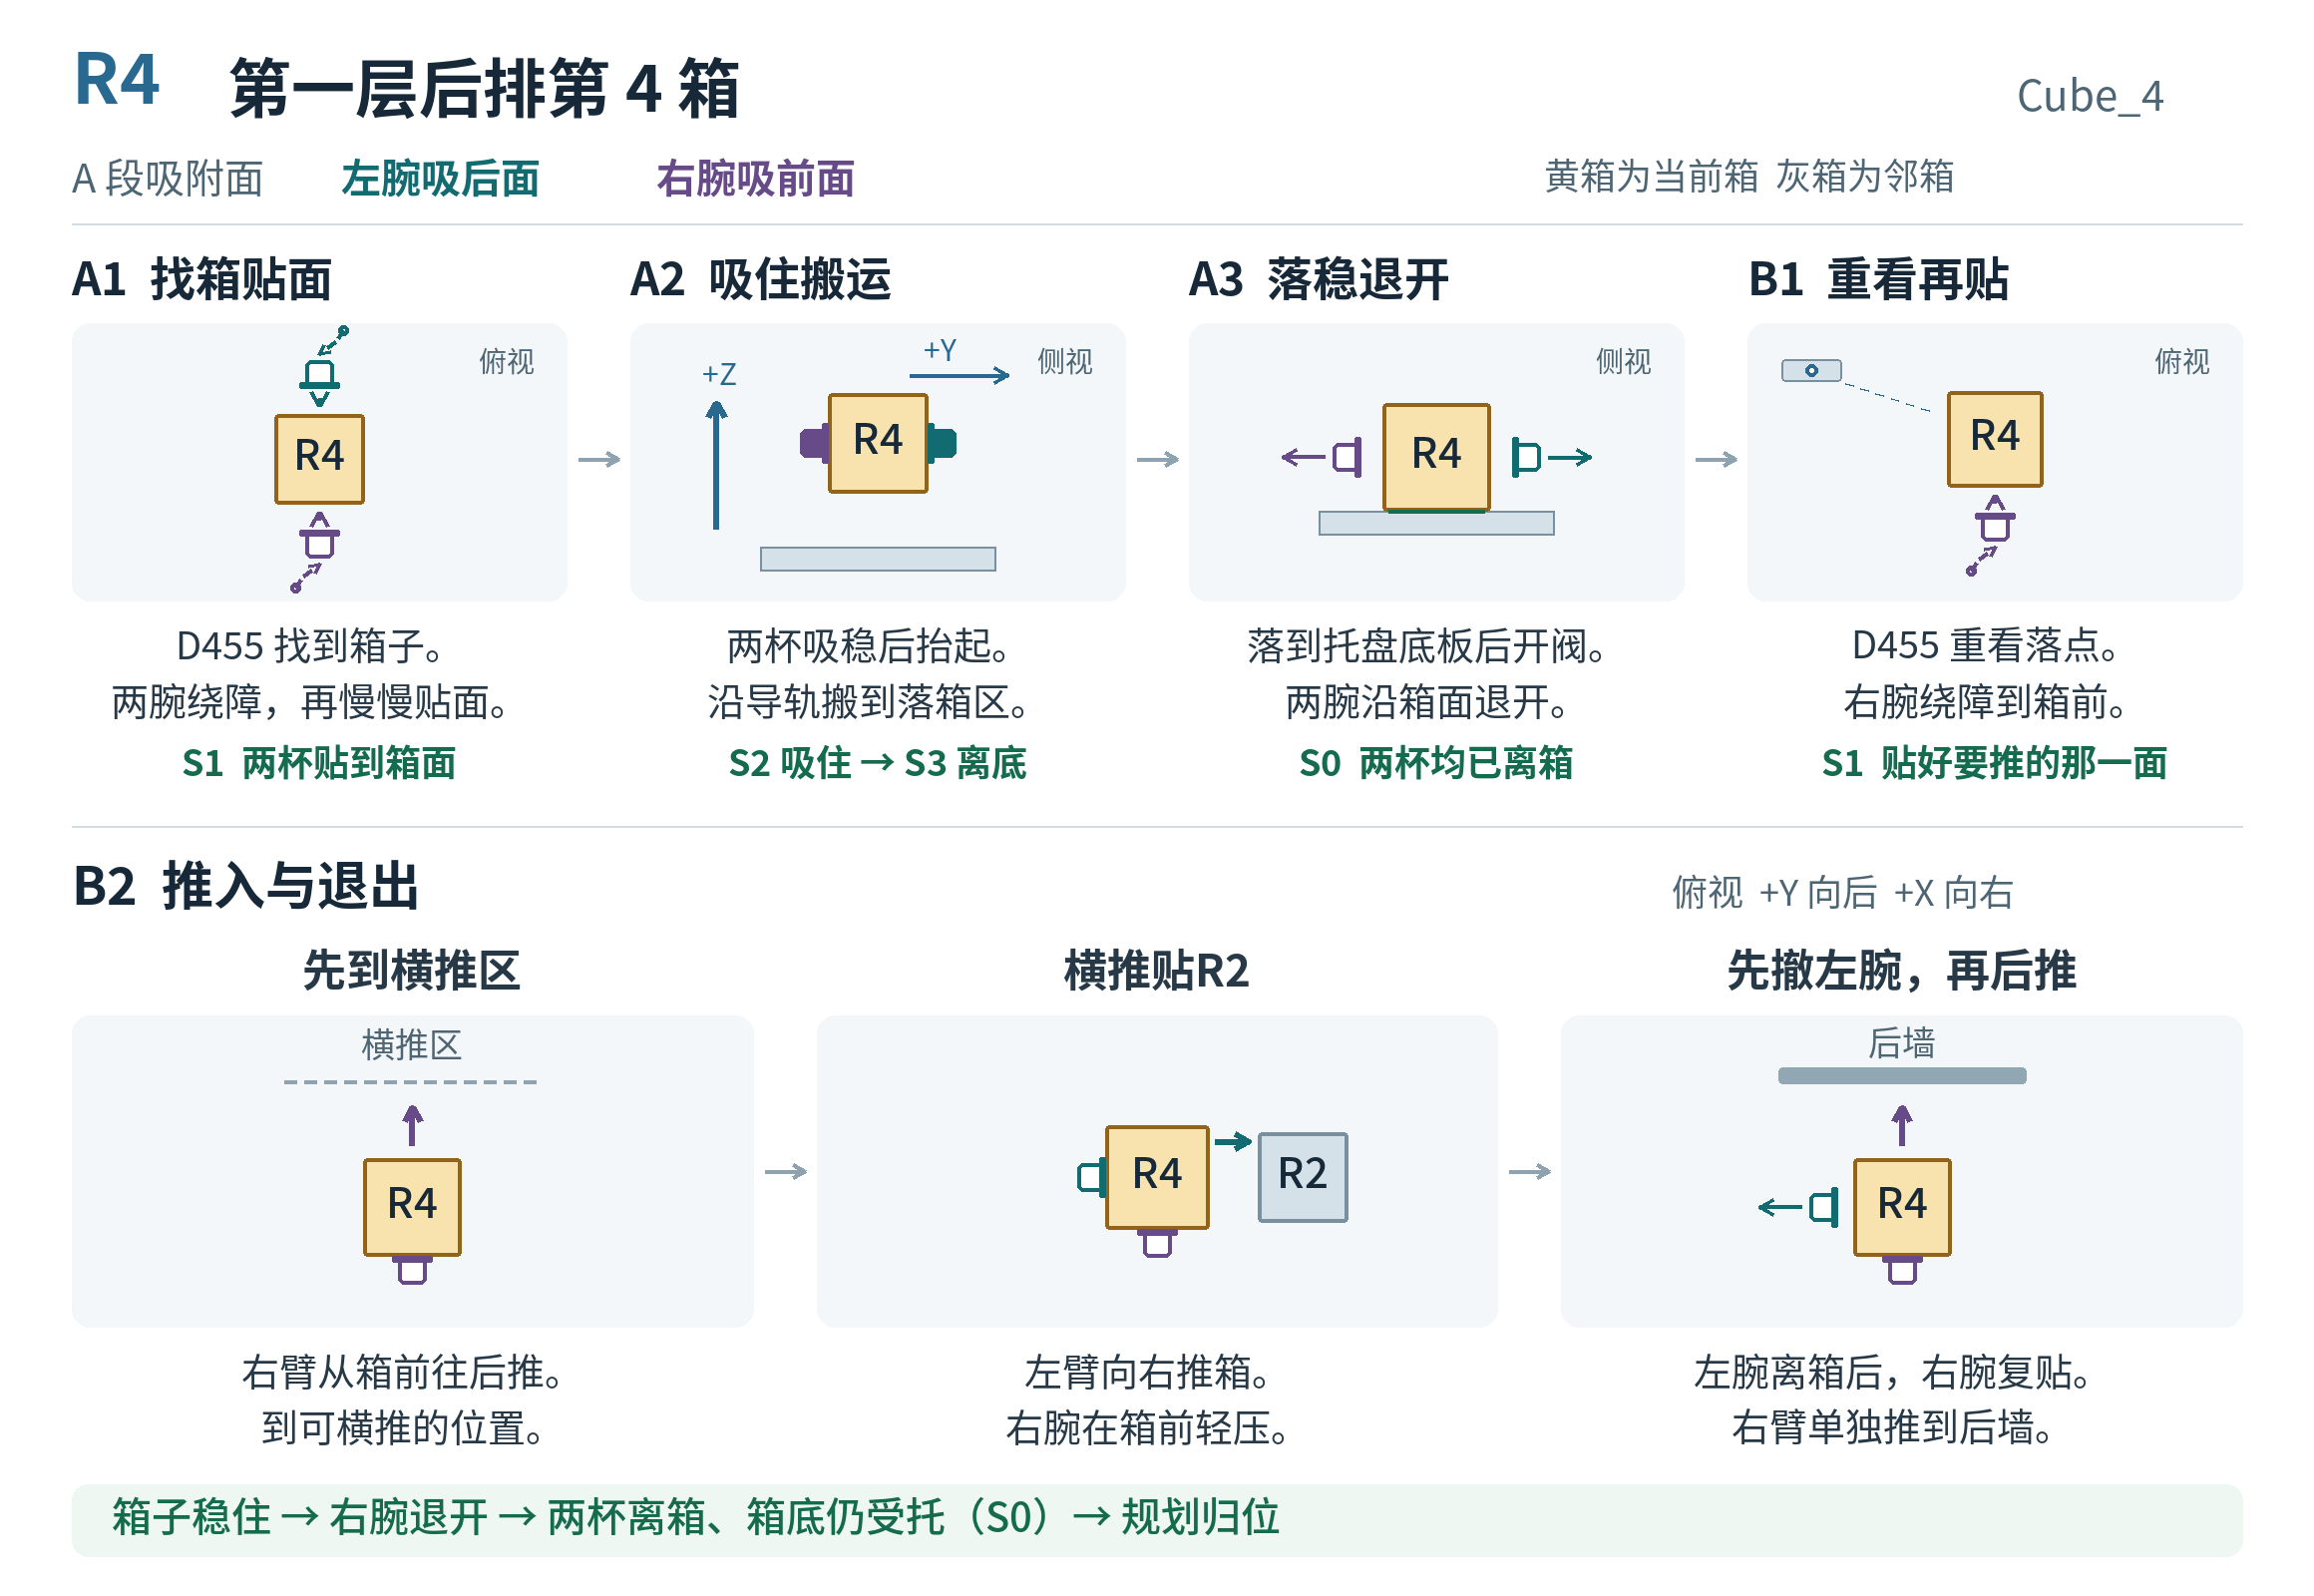 R4 第一层后排第 4 箱 Cube_4
A 段吸附面 左腕吸后面 右腕吸前面 黄箱为当前箱 灰箱为邻箱
A1 找箱贴面
俯视
R4
D455 找到箱子。
两腕绕障，再慢慢贴面。
S1 两杯贴到箱面
A2 吸住搬运
+Z
+Y
侧视
R4
两杯吸稳后抬起。
沿导轨搬到落箱区。
S2 吸住 → S3 离底
A3 落稳退开
侧视
R4
落到托盘底板后开阀。
两腕沿箱面退开。
S0 两杯均已离箱
B1 重看再贴
俯视
R4
D455 重看落点。
右腕绕障到箱前。
S1 贴好要推的那一面
B2 推入与退出 俯视 +Y 向后 +X 向右
先到横推区
横推区
R4
右臂从箱前往后推。
到可横推的位置。
横推贴R2
R4 R2
左臂向右推箱。
右腕在箱前轻压。
先撤左腕，再后推
后墙
R4
左腕离箱后，右腕复贴。
右臂单独推到后墙。
箱子稳住 → 右腕退开 → 两杯离箱、箱底仍受托（S0）→ 规划归位